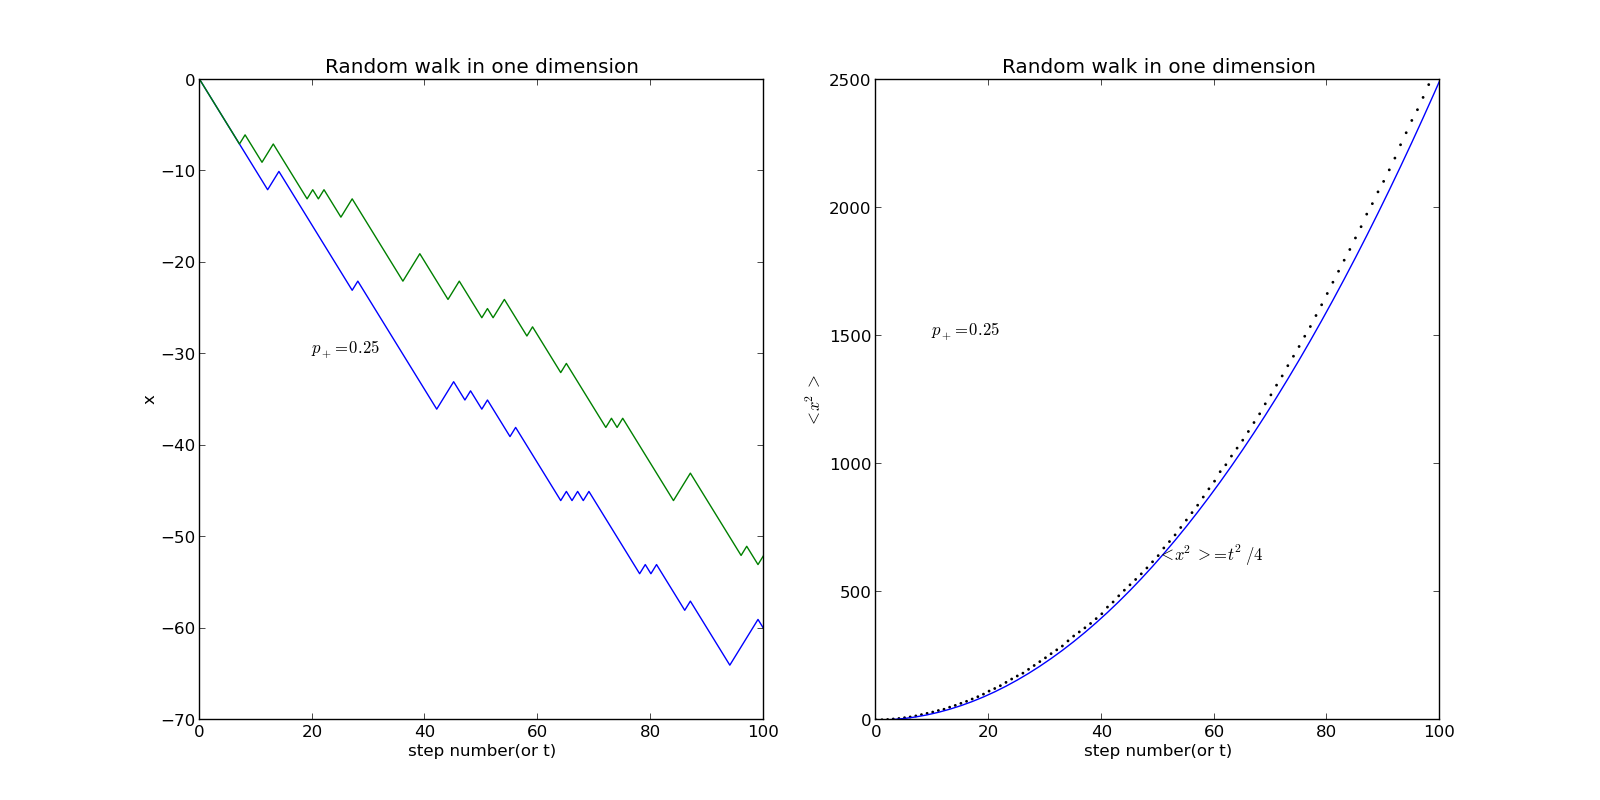 Random walk in one dimension
0
−10
−20
−30
−40
−50
−60
−70
x
p₊=0.25
0 20 40 60 80 100
step number(or t)
Random walk in one dimension
2500
2000
1500
1000
500
0
<x²>
p₊=0.25
<x²>=t²/4
0 20 40 60 80 100
step number(or t)